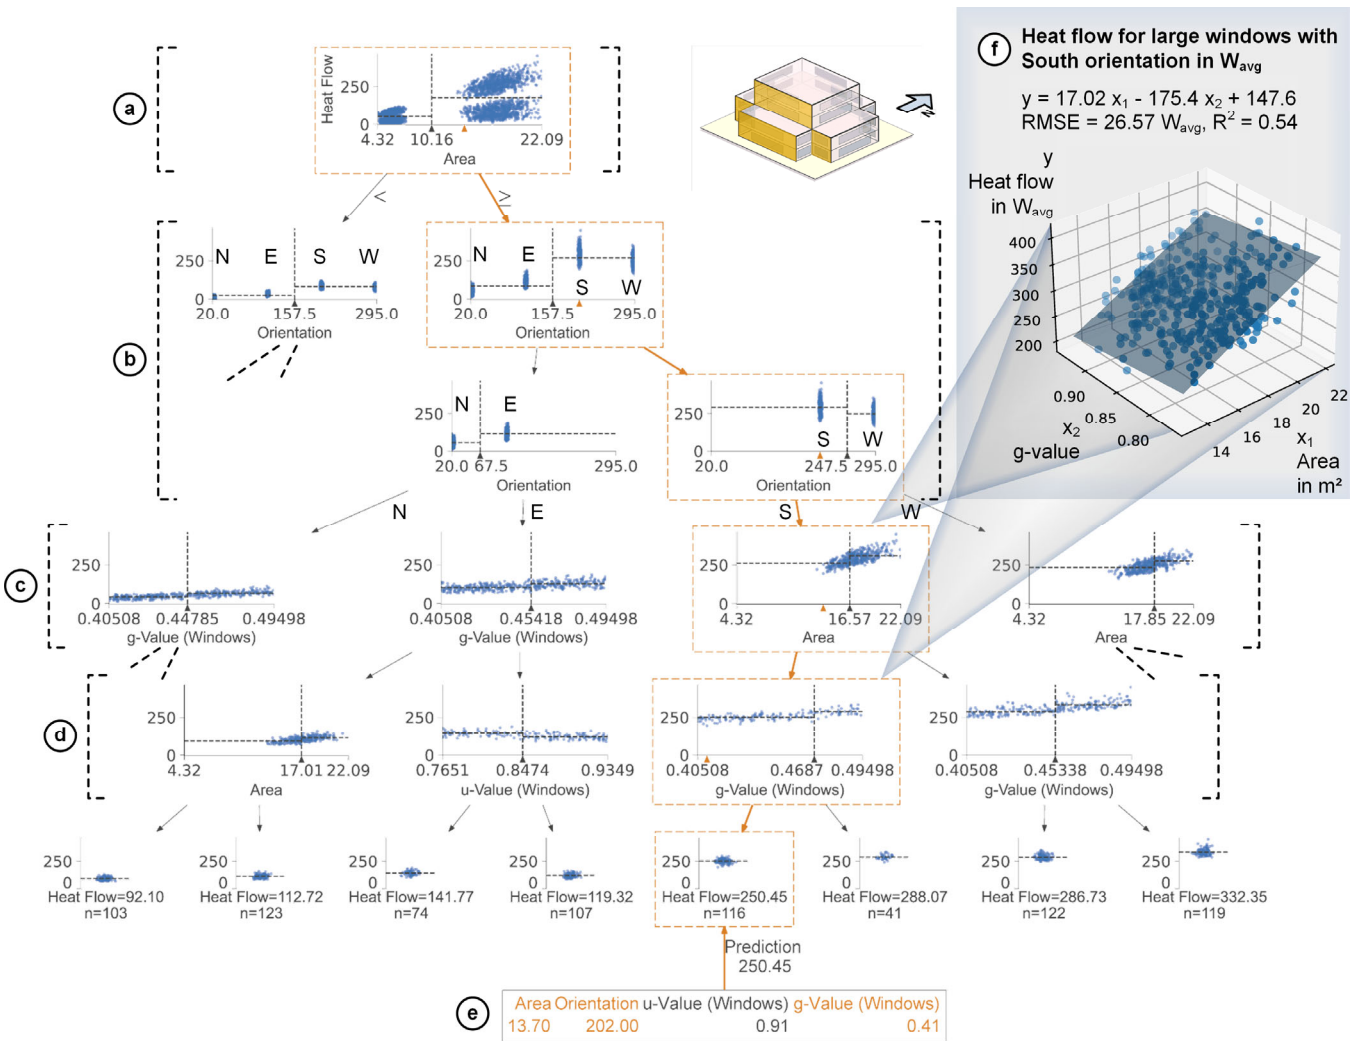 a
Heat Flow
250
0
4.32 10.16 22.09
Area
N
f Heat flow for large windows with
South orientation in Wavg
y = 17.02 x1 - 175.4 x2 + 147.6
RMSE = 26.57 Wavg, R2 = 0.54
y
Heat flow
in Wavg
400
350
300
250
200
0.90
0.85
0.80
x2
g-value
14 16 18 20 22
x1
Area
in m²
< ≥
b
N E S W
250
0
20.0 157.5 295.0
Orientation
N E S W
250
0
20.0 157.5 295.0
Orientation
N E
250
0
20.0 67.5 295.0
Orientation
S W
250
0
20.0 247.5 295.0
Orientation
N E S W
c
250
0
0.40508 0.44785 0.49498
g-Value (Windows)
250
0
0.40508 0.45418 0.49498
g-Value (Windows)
250
0
4.32 16.57 22.09
Area
250
0
4.32 17.85 22.09
Area
d
250
0
4.32 17.01 22.09
Area
250
0
0.7651 0.8474 0.9349
u-Value (Windows)
250
0
0.40508 0.4687 0.49498
g-Value (Windows)
250
0
0.40508 0.45338 0.49498
g-Value (Windows)
250
0
Heat Flow=92.10
n=103
250
0
Heat Flow=112.72
n=123
250
0
Heat Flow=141.77
n=74
250
0
Heat Flow=119.32
n=107
250
0
Heat Flow=250.45
n=116
250
0
Heat Flow=288.07
n=41
250
0
Heat Flow=286.73
n=122
250
0
Heat Flow=332.35
n=119
Prediction
250.45
e
Area Orientation u-Value (Windows) g-Value (Windows)
13.70 202.00 0.91 0.41